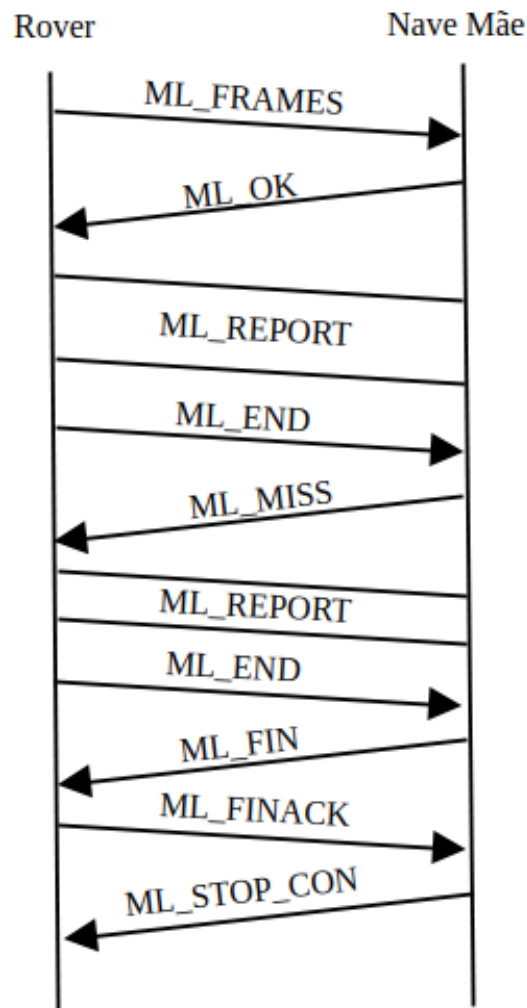 Rover
Nave Mãe
ML_FRAMES
ML_OK
ML_REPORT
ML_END
ML_MISS
ML_REPORT
ML_END
ML_FIN
ML_FINACK
ML_STOP_CON